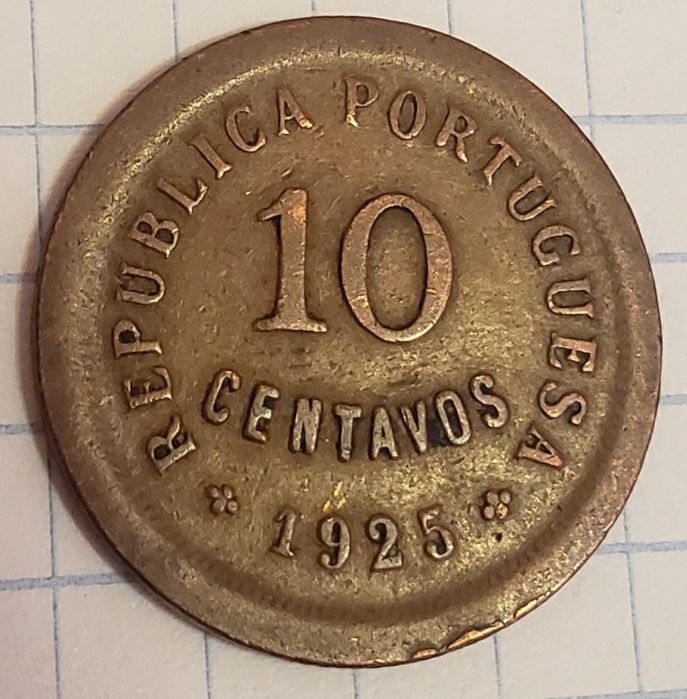 REPUBLICA PORTUGUESA
10
CENTAVOS
1925